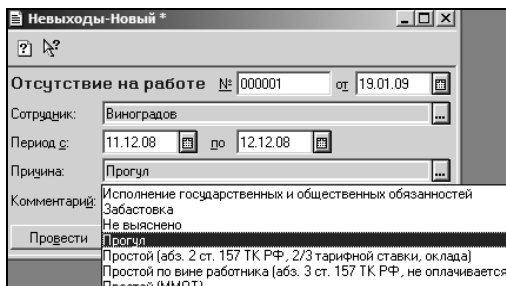 Невыходы-Новый *
Отсутствие на работе № 000001 от 19.01.09
Сотрудник: Виноградов ...
Период с: 11.12.08 по 12.12.08
Причина: Прогул ...
Комментарий:
Исполнение государственных и общественных обязанностей
Забастовка
Не выяснено
Провести
Прогул
Простой (абз. 2 ст. 157 ТК РФ, 2/3 тарифной ставки, оклада)
Простой по вине работника (абз. 3 ст. 157 ТК РФ, не оплачивается
Простой (ММОТ)